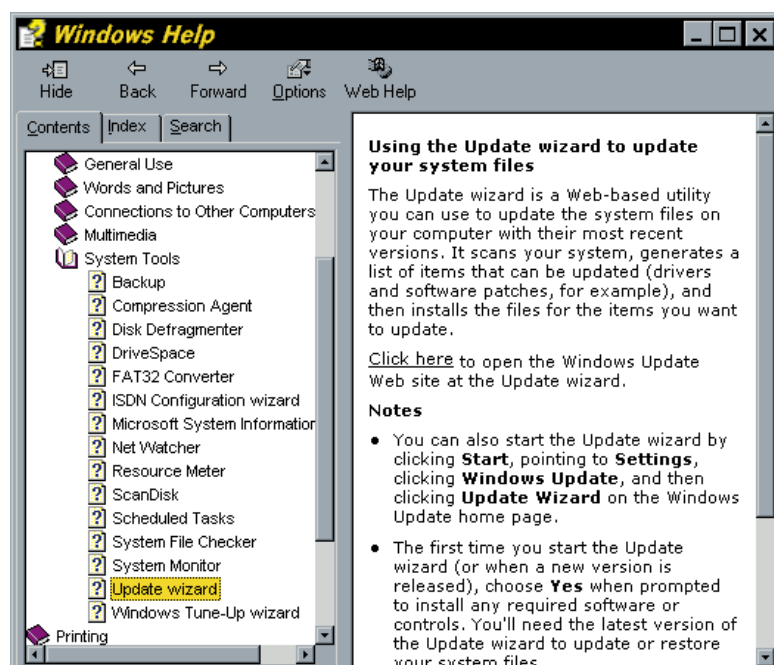 Windows Help
Hide Back Forward Options Web Help
Contents Index Search
General Use
Words and Pictures
Connections to Other Computers
Multimedia
System Tools
Backup
Compression Agent
Disk Defragmenter
DriveSpace
FAT32 Converter
ISDN Configuration wizard
Microsoft System Information
Net Watcher
Resource Meter
ScanDisk
Scheduled Tasks
System File Checker
System Monitor
Update wizard
Windows Tune-Up wizard
Printing
Using the Update wizard to update
your system files
The Update wizard is a Web-based utility
you can use to update the system files on
your computer with their most recent
versions. It scans your system, generates a
list of items that can be updated (drivers
and software patches, for example), and
then installs the files for the items you want
to update.
Click here to open the Windows Update
Web site at the Update wizard.
Notes
• You can also start the Update wizard by
clicking Start, pointing to Settings,
clicking Windows Update, and then
clicking Update Wizard on the Windows
Update home page.
• The first time you start the Update
wizard (or when a new version is
released), choose Yes when prompted
to install any required software or
controls. You'll need the latest version of
the Update wizard to update or restore
your system files